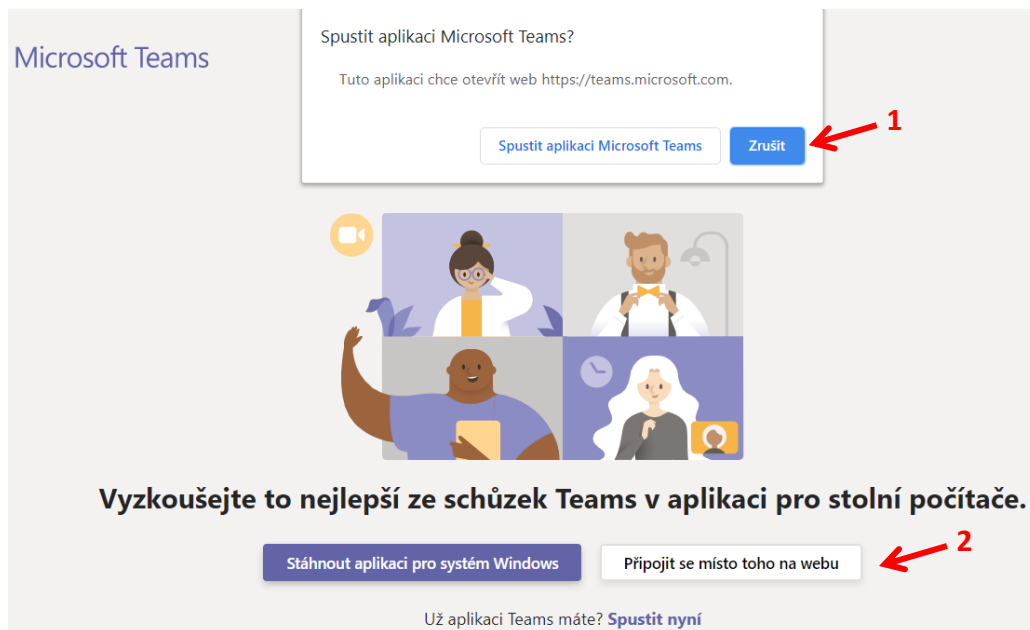 Spustit aplikaci Microsoft Teams?
Microsoft Teams
Tuto aplikaci chce otevřít web https://teams.microsoft.com.
1
Spustit aplikaci Microsoft Teams
Zrušit
Vyzkoušejte to nejlepší ze schůzek Teams v aplikaci pro stolní počítače.
2
Stáhnout aplikaci pro systém Windows
Připojit se místo toho na webu
Už aplikaci Teams máte? Spustit nyní